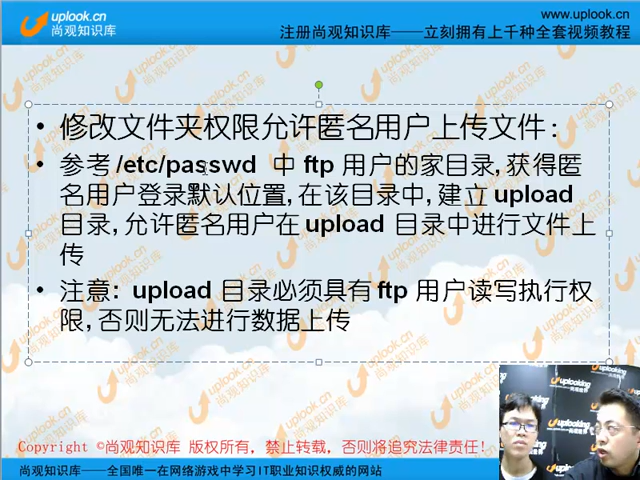 uplook.cn
尚观知识库
www.uplook.cn
注册尚观知识库——立刻拥有上千种全套视频教程
• 修改文件夹权限允许匿名用户上传文件：
• 参考 /etc/passwd 中 ftp 用户的家目录，获得匿
名用户登录默认位置，在该目录中，建立 upload
目录，允许匿名用户在 upload 目录中进行文件上
传
• 注意： upload 目录必须具有 ftp 用户读写执行权
限，否则无法进行数据上传
Copyright ©尚观知识库 版权所有，禁止转载，否则将追究法律责任！
尚观知识库——全国唯一在网络游戏中学习IT职业知识权威的网站